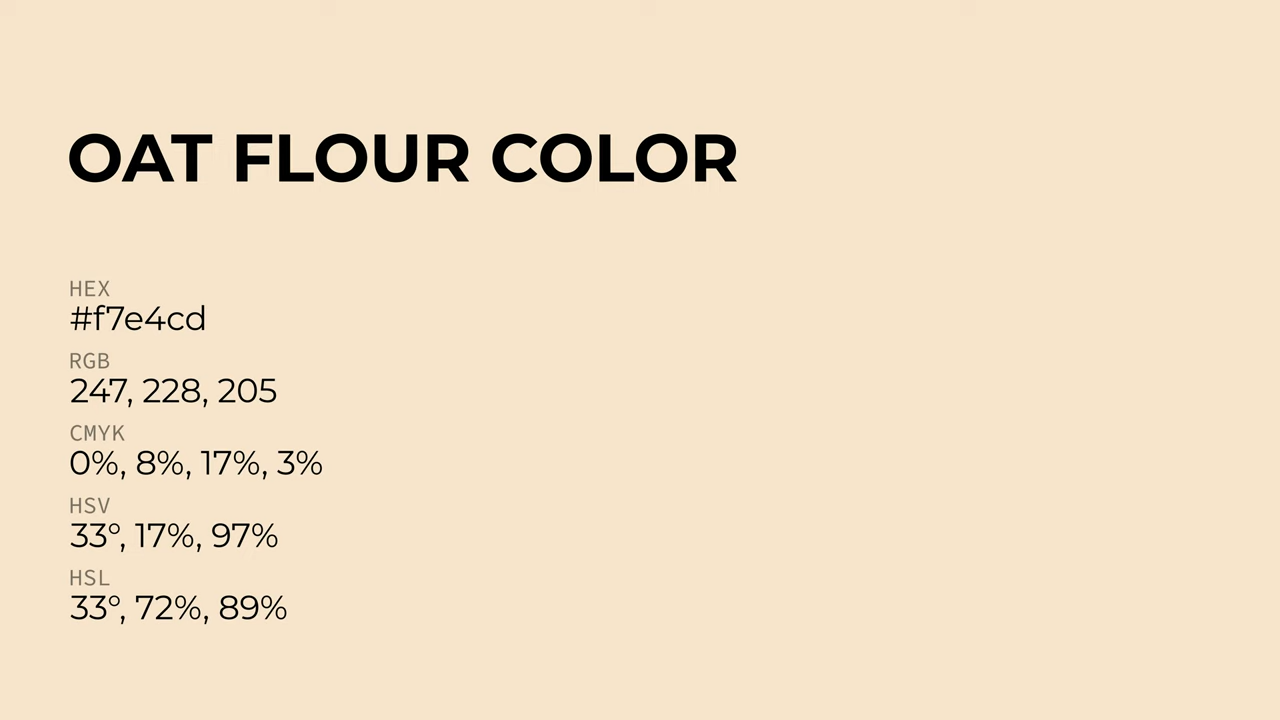 OAT FLOUR COLOR
HEX
#f7e4cd
RGB
247, 228, 205
CMYK
0%, 8%, 17%, 3%
HSV
33°, 17%, 97%
HSL
33°, 72%, 89%